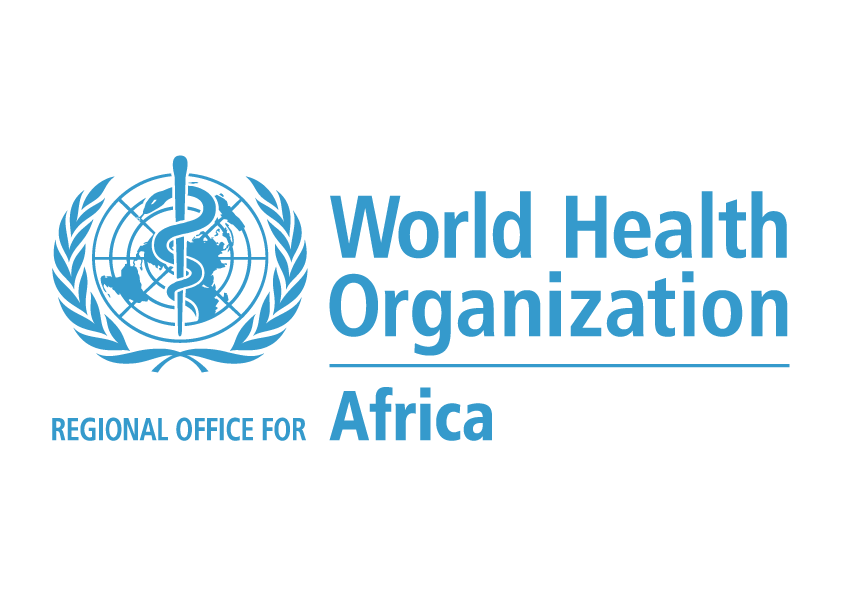 World Health
Organization
REGIONAL OFFICE FOR Africa